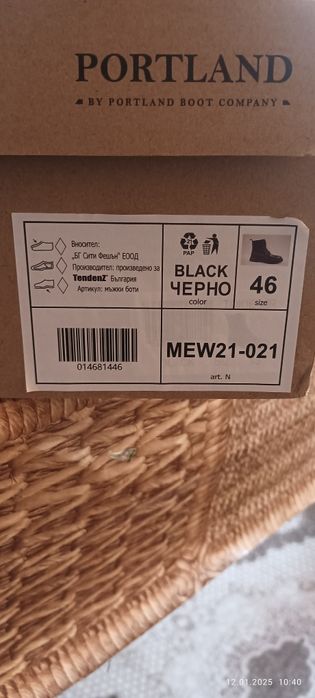 PORTLAND
BY PORTLAND BOOT COMPANY
Вносител:
„БГ Сити Фешън" ЕООД
Производител: произведено за
TendenZ България
Артикул: мъжки боти
PAP
BLACK
ЧЕРНО
color
46
size
014681446
MEW21-021
art. N
12.01.2025 10:40